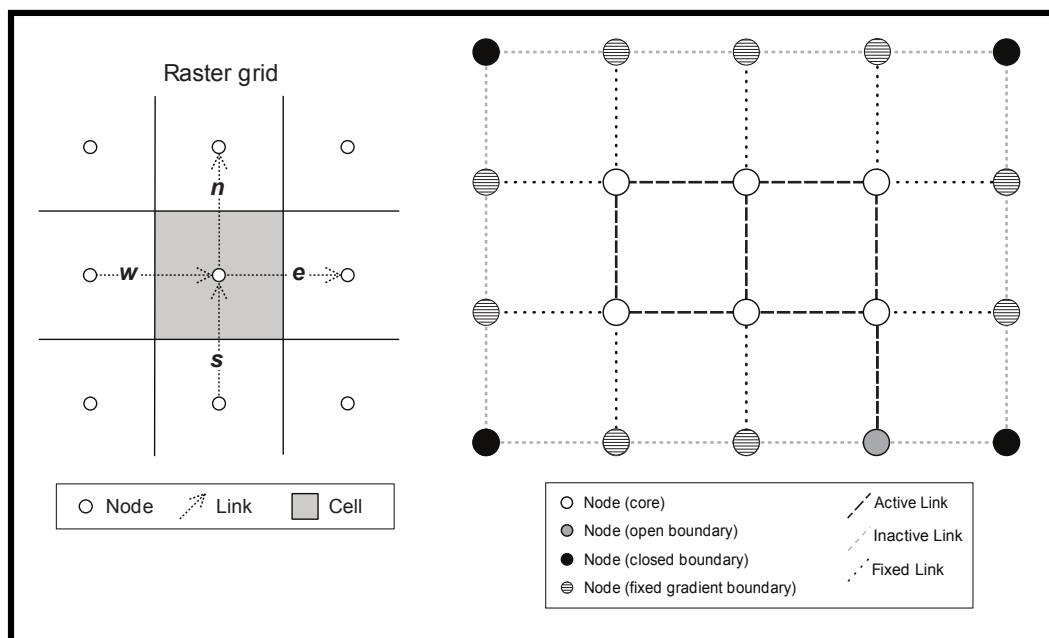 Raster grid
n
w
e
s
Node
Link
Cell
Node (core)
Node (open boundary)
Node (closed boundary)
Node (fixed gradient boundary)
Active Link
Inactive Link
Fixed Link